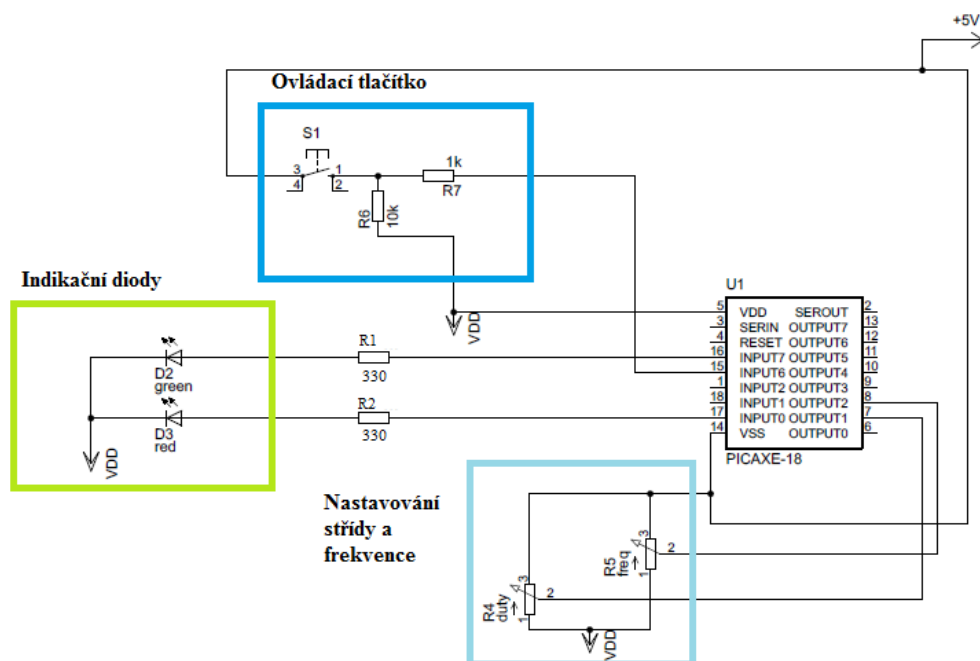 +5V
Ovládací tlačítko
S1
3
4
1
2
1k
R7
R6
10k
VDD
Indikační diody
D2
green
D3
red
VDD
R1
330
R2
330
U1
5 VDD SEROUT 2
3 SERIN OUTPUT7 13
4 RESET OUTPUT6 12
16 INPUT7 OUTPUT5 11
15 INPUT6 OUTPUT4 10
1 INPUT2 OUTPUT3 9
18 INPUT1 OUTPUT2 8
17 INPUT0 OUTPUT1 7
14 VSS OUTPUT0 6
PICAXE-18
Nastavování
střídy a
frekvence
R5
freq
3
1
2
R4
duty
3
1
2
VDD